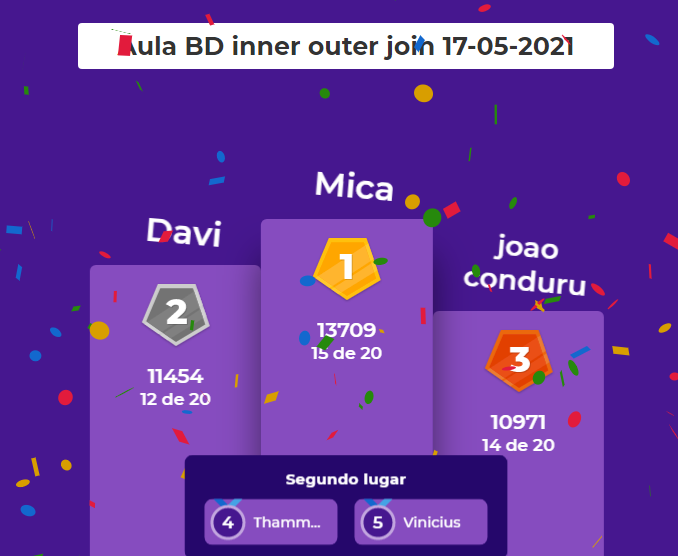 Aula BD inner outer join 17-05-2021
Mica
Davi
joao
conduru
1
13709
15 de 20
2
11454
12 de 20
3
10971
14 de 20
Segundo lugar
4 Thamm...
5 Vinicius